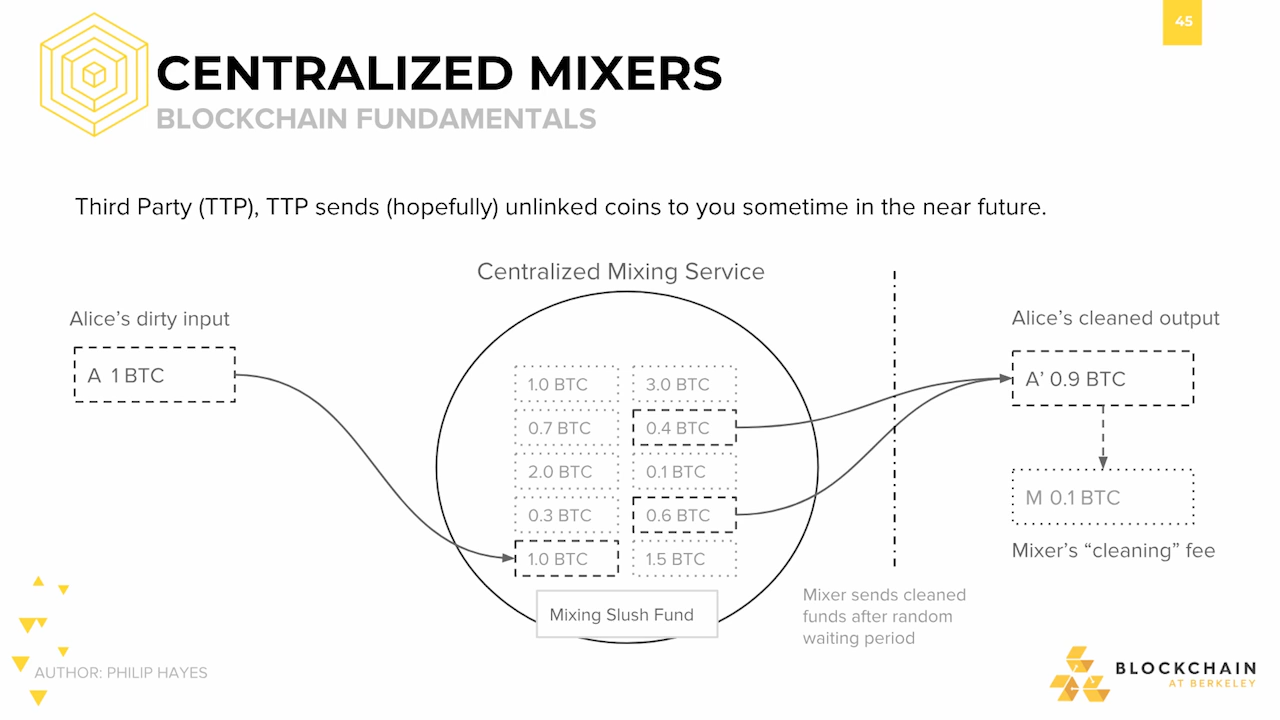 45
CENTRALIZED MIXERS
BLOCKCHAIN FUNDAMENTALS
Third Party (TTP), TTP sends (hopefully) unlinked coins to you sometime in the near future.
Centralized Mixing Service
Alice’s dirty input
A 1 BTC
1.0 BTC
3.0 BTC
0.7 BTC
0.4 BTC
2.0 BTC
0.1 BTC
0.3 BTC
0.6 BTC
1.0 BTC
1.5 BTC
Mixing Slush Fund
Mixer sends cleaned
funds after random
waiting period
Alice’s cleaned output
A’ 0.9 BTC
M 0.1 BTC
Mixer’s “cleaning” fee
AUTHOR: PHILIP HAYES
BLOCKCHAIN
AT BERKELEY